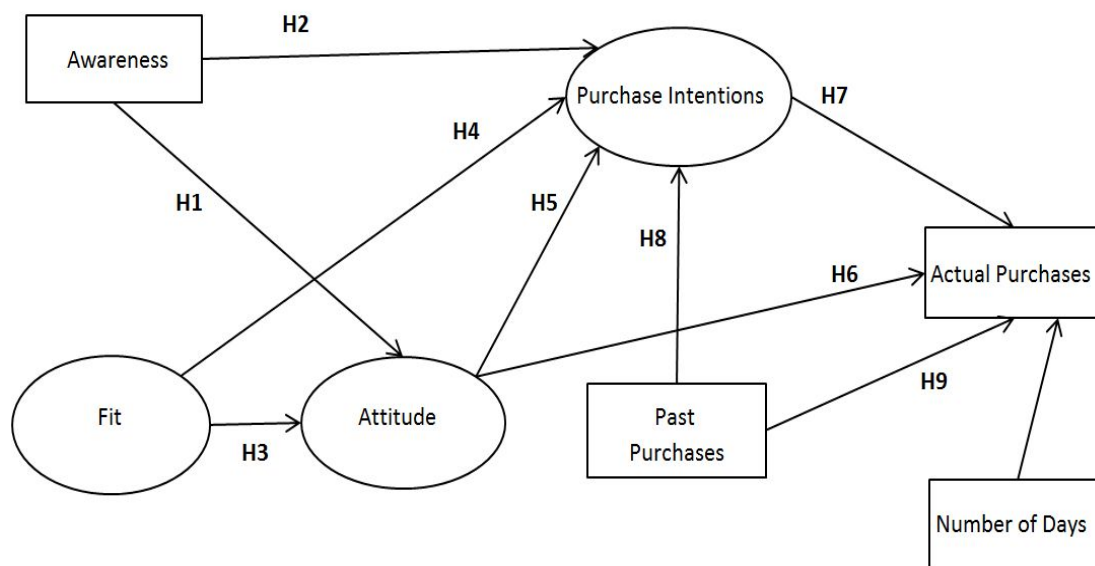 H2
Awareness
Purchase Intentions
H7
H4
H1
H5
H8
H6
Actual Purchases
H9
Fit
Attitude
Past
Purchases
H3
Number of Days